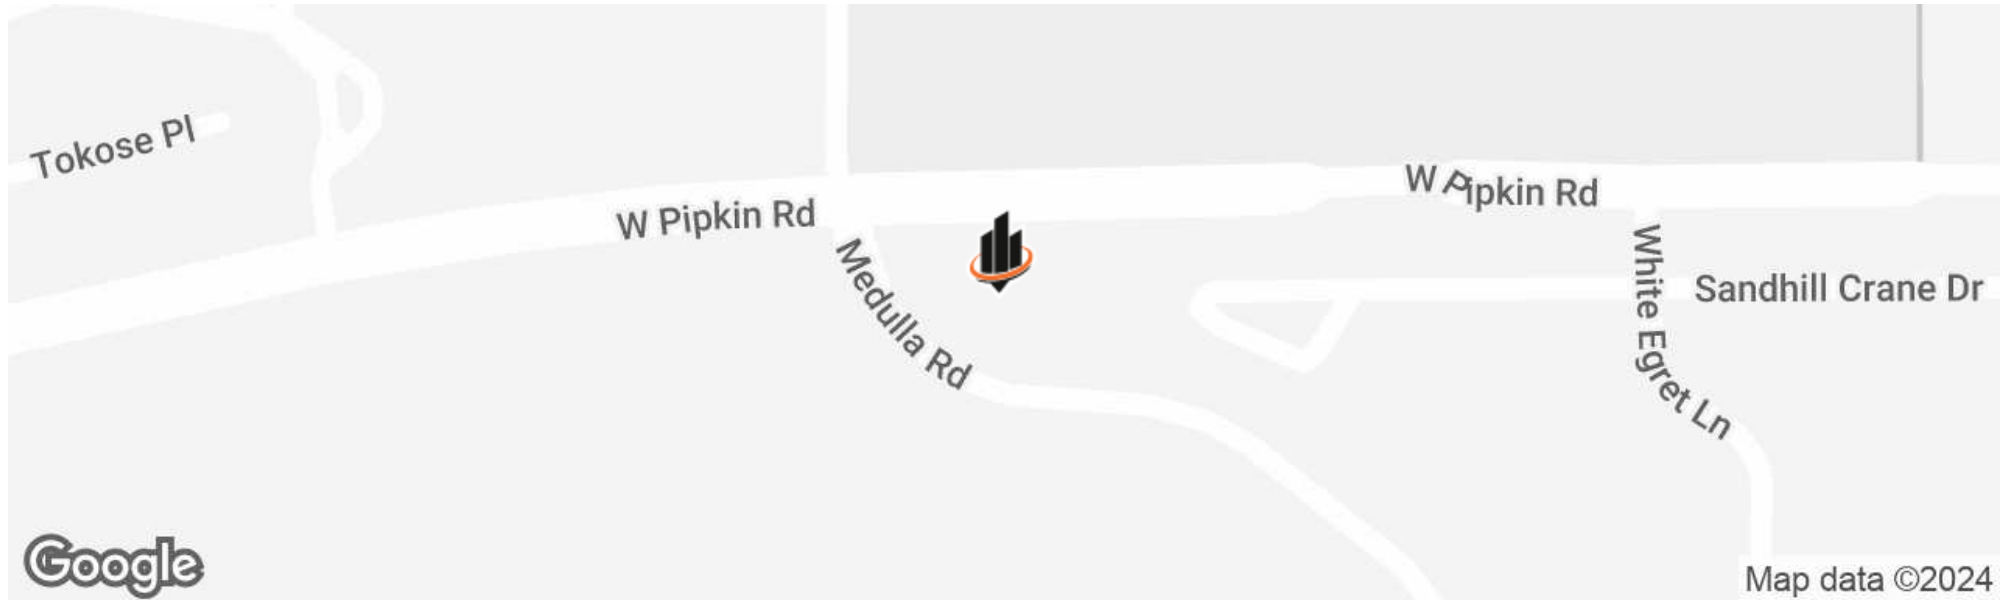 Tokose Pl
W Pipkin Rd
W Pipkin Rd
Medulla Rd
White Egret Ln
Sandhill Crane Dr
Google
Map data ©2024